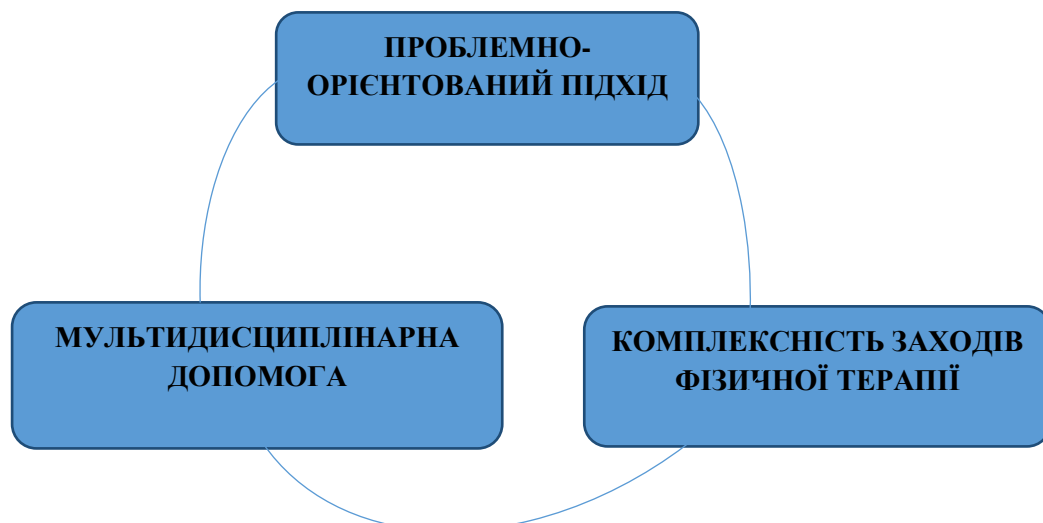 ПРОБЛЕМНО-
ОРІЄНТОВАНИЙ ПІДХІД
МУЛЬТИДИСЦИПЛІНАРНА
ДОПОМОГА
КОМПЛЕКСНІСТЬ ЗАХОДІВ
ФІЗИЧНОЇ ТЕРАПІЇ